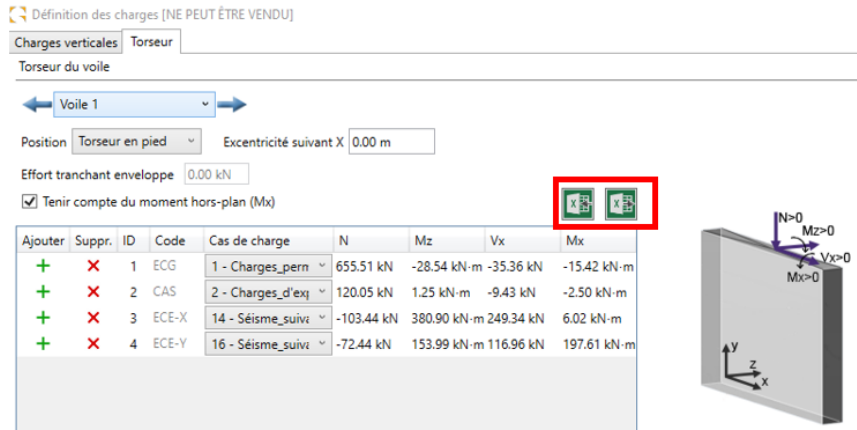 Définition des charges [NE PEUT ÊTRE VENDU]
Charges verticales Torseur
Torseur du voile
Voile 1
Position Torseur en pied Excentricité suivant X 0.00 m
Effort tranchant enveloppe 0.00 kN
Tenir compte du moment hors-plan (Mx)
Ajouter Suppr. ID Code Cas de charge N Mz Vx Mx
1 ECG 1 - Charges_perm 655.51 kN -28.54 kN·m -35.36 kN -15.42 kN·m
2 CAS 2 - Charges_d'exp 120.05 kN 1.25 kN·m -9.43 kN -2.50 kN·m
3 ECE-X 14 - Séisme_suiva -103.44 kN 380.90 kN·m 249.34 kN 6.02 kN·m
4 ECE-Y 16 - Séisme_suiva -72.44 kN 153.99 kN·m 116.96 kN 197.61 kN·m
N>0
Mz>0
Vx>0
Mx>0
y
z
x